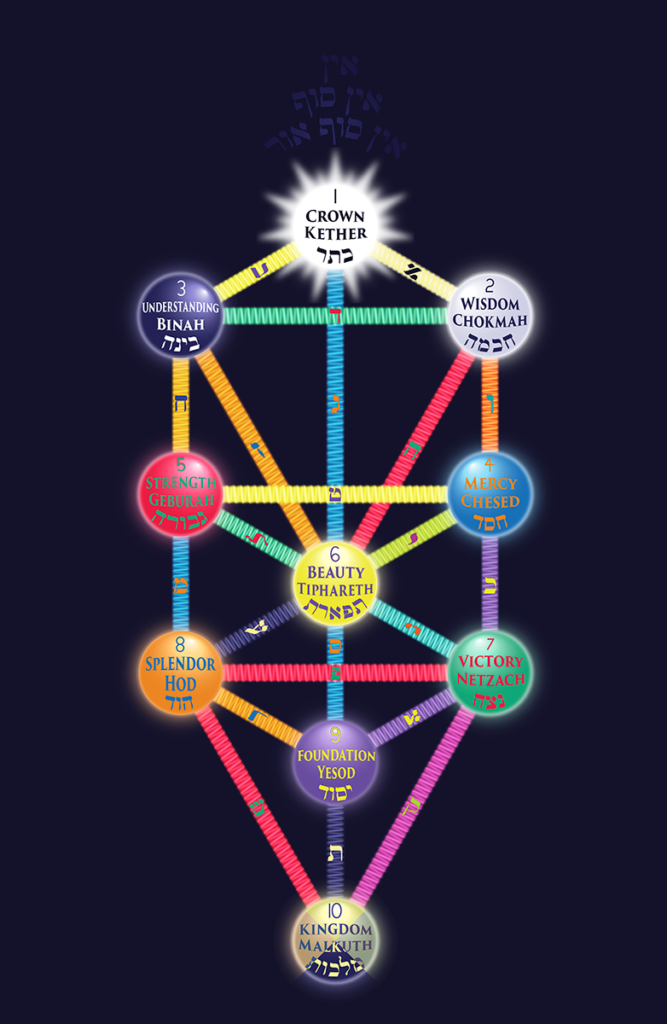 אין
אין סוף
אין סוף אור
1
CROWN
KETHER
כתר
א
3
UNDERSTANDING
BINAH
בינה
2
WISDOM
CHOKMAH
חכמה
ד
ח
ג
ו
5
STRENGTH
GEBURAH
גבורה
4
MERCY
CHESED
חסד
6
BEAUTY
TIPHARETH
תפארת
8
SPLENDOR
HOD
הוד
7
VICTORY
NETZACH
נצה
9
FOUNDATION
YESOD
יסוד
ת
10
KINGDOM
MALKUTH
מלכות